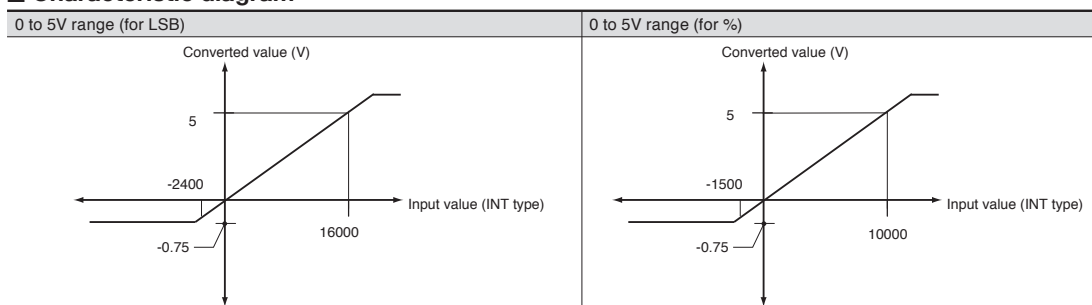 ■ Characteristic diagram
0 to 5V range (for LSB)
0 to 5V range (for %)
Converted value (V)
5
-2400
Input value (INT type)
16000
-0.75
Converted value (V)
5
-1500
Input value (INT type)
10000
-0.75